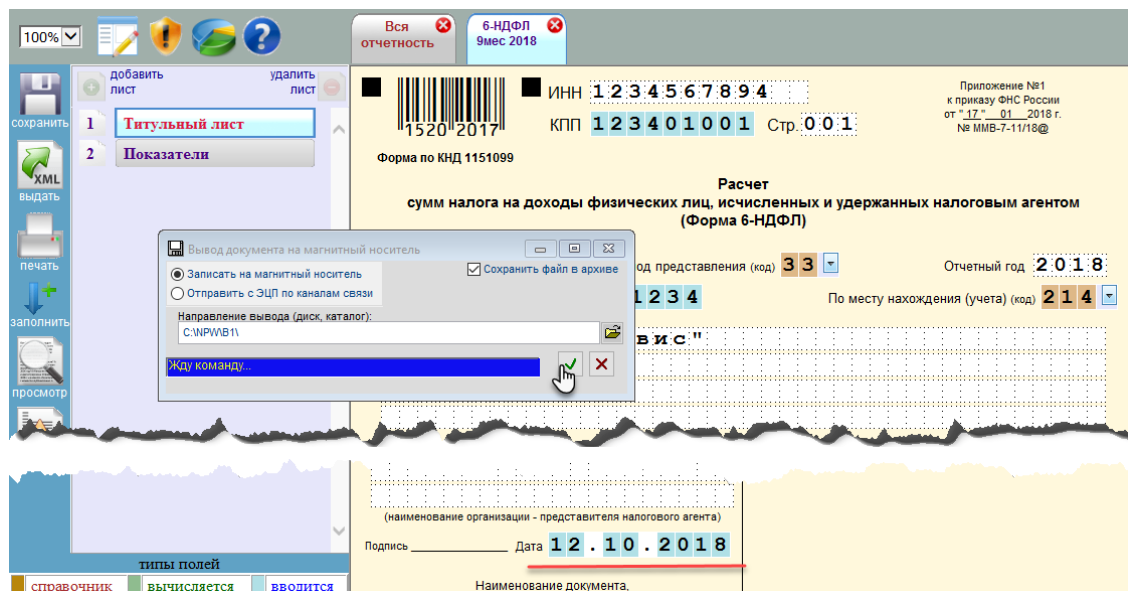 100%
Вся отчетность
6-НДФЛ 9мес 2018
сохранить
выдать
XML
печать
заполнить
просмотр
добавить лист
удалить лист
1 Титульный лист
2 Показатели
1520 2017
ИНН 1234567894
КПП 123401001 Стр. 001
Приложение №1
к приказу ФНС России
от " 17 " 01 2018 г.
№ ММВ-7-11/18@
Форма по КНД 1151099
Расчет
сумм налога на доходы физических лиц, исчисленных и удержанных налоговым агентом
(Форма 6-НДФЛ)
Вывод документа на магнитный носитель
Записать на магнитный носитель
Сохранить файл в архиве
Отправить с ЭЦП по каналам связи
Направление вывода (диск, каталог):
C:\NPW\B1\
Жду команду...
од представления (код) 33
Отчетный год 2018
1234
По месту нахождения (учета) (код) 214
вис"
(наименование организации - представителя налогового агента)
Подпись Дата 12.10.2018
Наименование документа,
типы полей
справочник вычисляется вводится